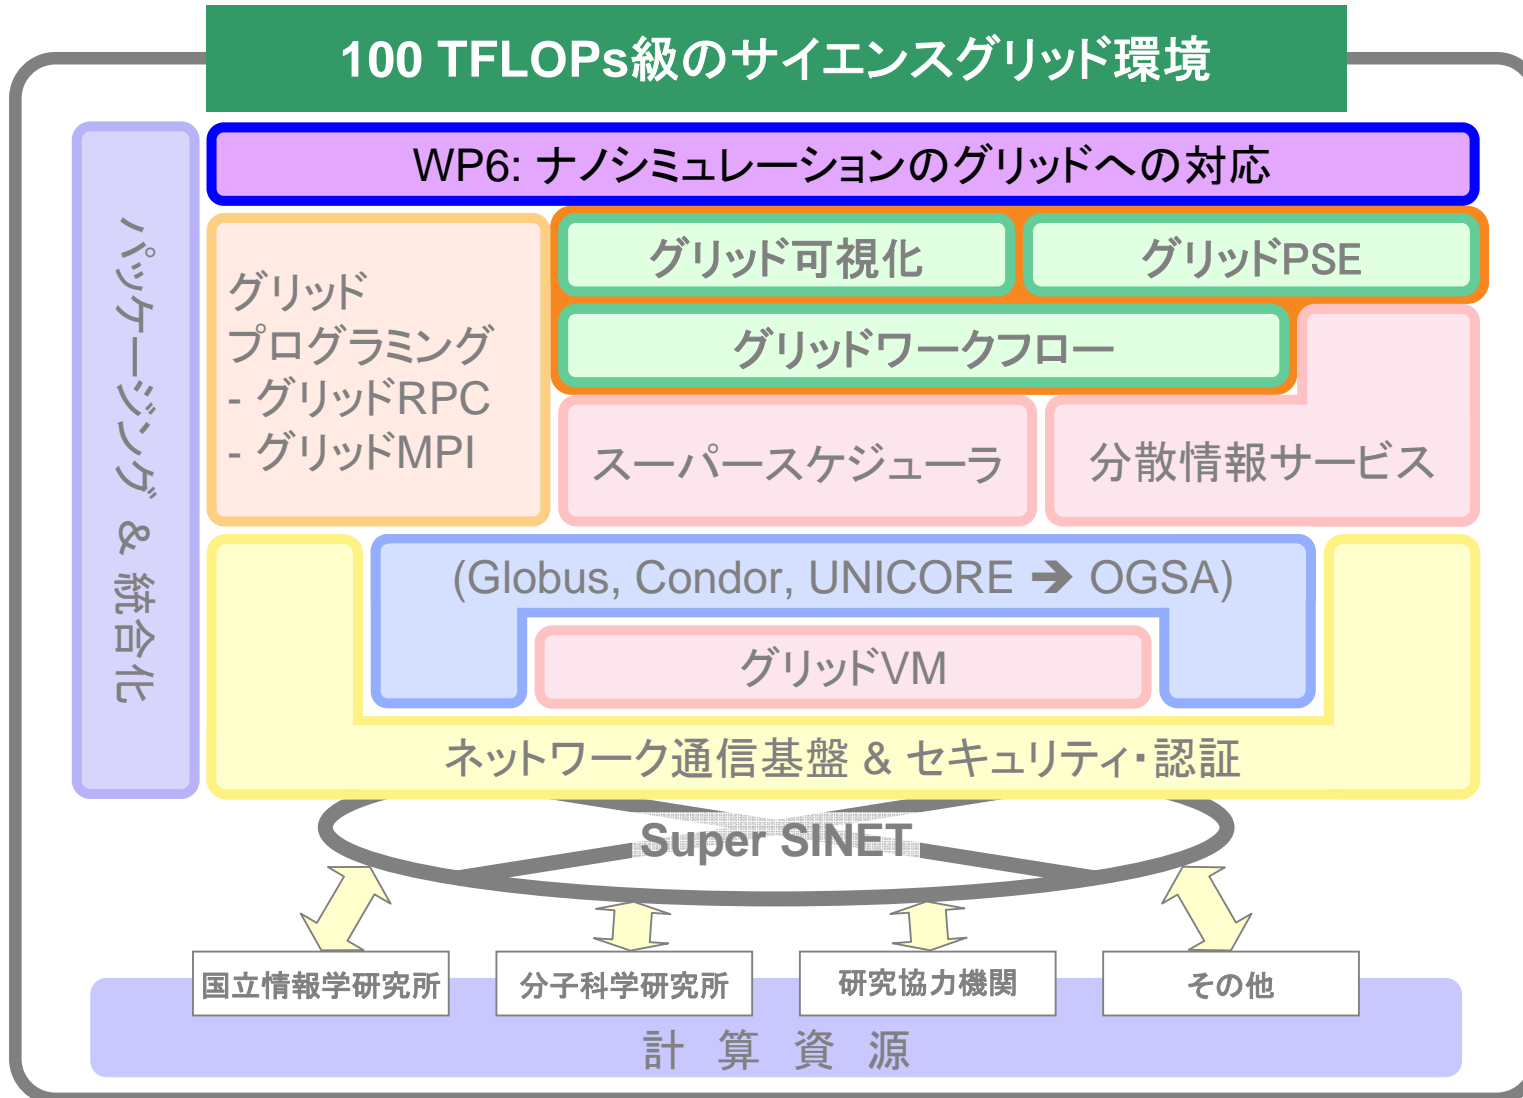 100 TFLOPs級のサイエンスグリッド環境
WP6: ナノシミュレーションのグリッドへの対応
パッケージング & 統合化
グリッド
プログラミング
- グリッドRPC
- グリッドMPI
グリッド可視化
グリッドPSE
グリッドワークフロー
スーパースケジューラ
分散情報サービス
(Globus, Condor, UNICORE ➔ OGSA)
グリッドVM
ネットワーク通信基盤 & セキュリティ・認証
Super SINET
国立情報学研究所
分子科学研究所
研究協力機関
その他
計 算 資 源